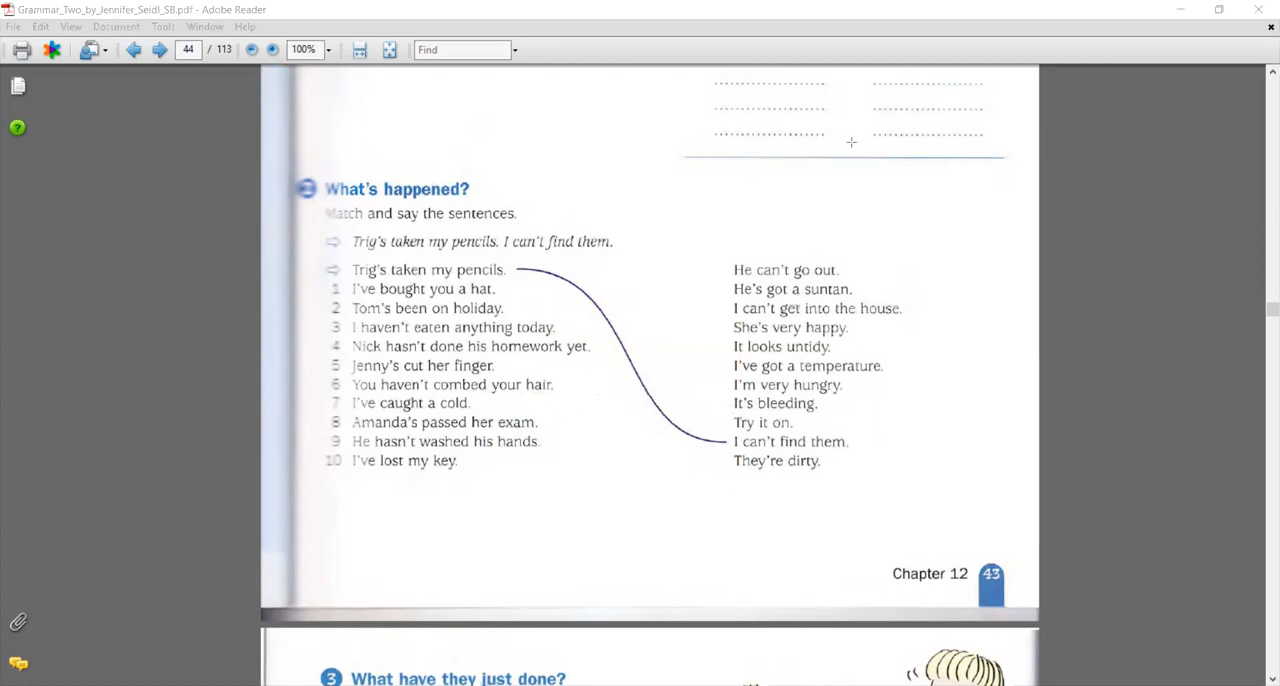 Grammar_Two_by_Jennifer_Seidl_SB.pdf - Adobe Reader
File Edit View Document Tools Window Help
44 / 113 100% Find
2 What's happened?
Match and say the sentences.
Trig's taken my pencils. I can't find them.
Trig's taken my pencils. He can't go out.
1 I've bought you a hat. He's got a suntan.
2 Tom's been on holiday. I can't get into the house.
3 I haven't eaten anything today. She's very happy.
4 Nick hasn't done his homework yet. It looks untidy.
5 Jenny's cut her finger. I've got a temperature.
6 You haven't combed your hair. I'm very hungry.
7 I've caught a cold. It's bleeding.
8 Amanda's passed her exam. Try it on.
9 He hasn't washed his hands. I can't find them.
10 I've lost my key. They're dirty.
Chapter 12 43
3 What have they just done?